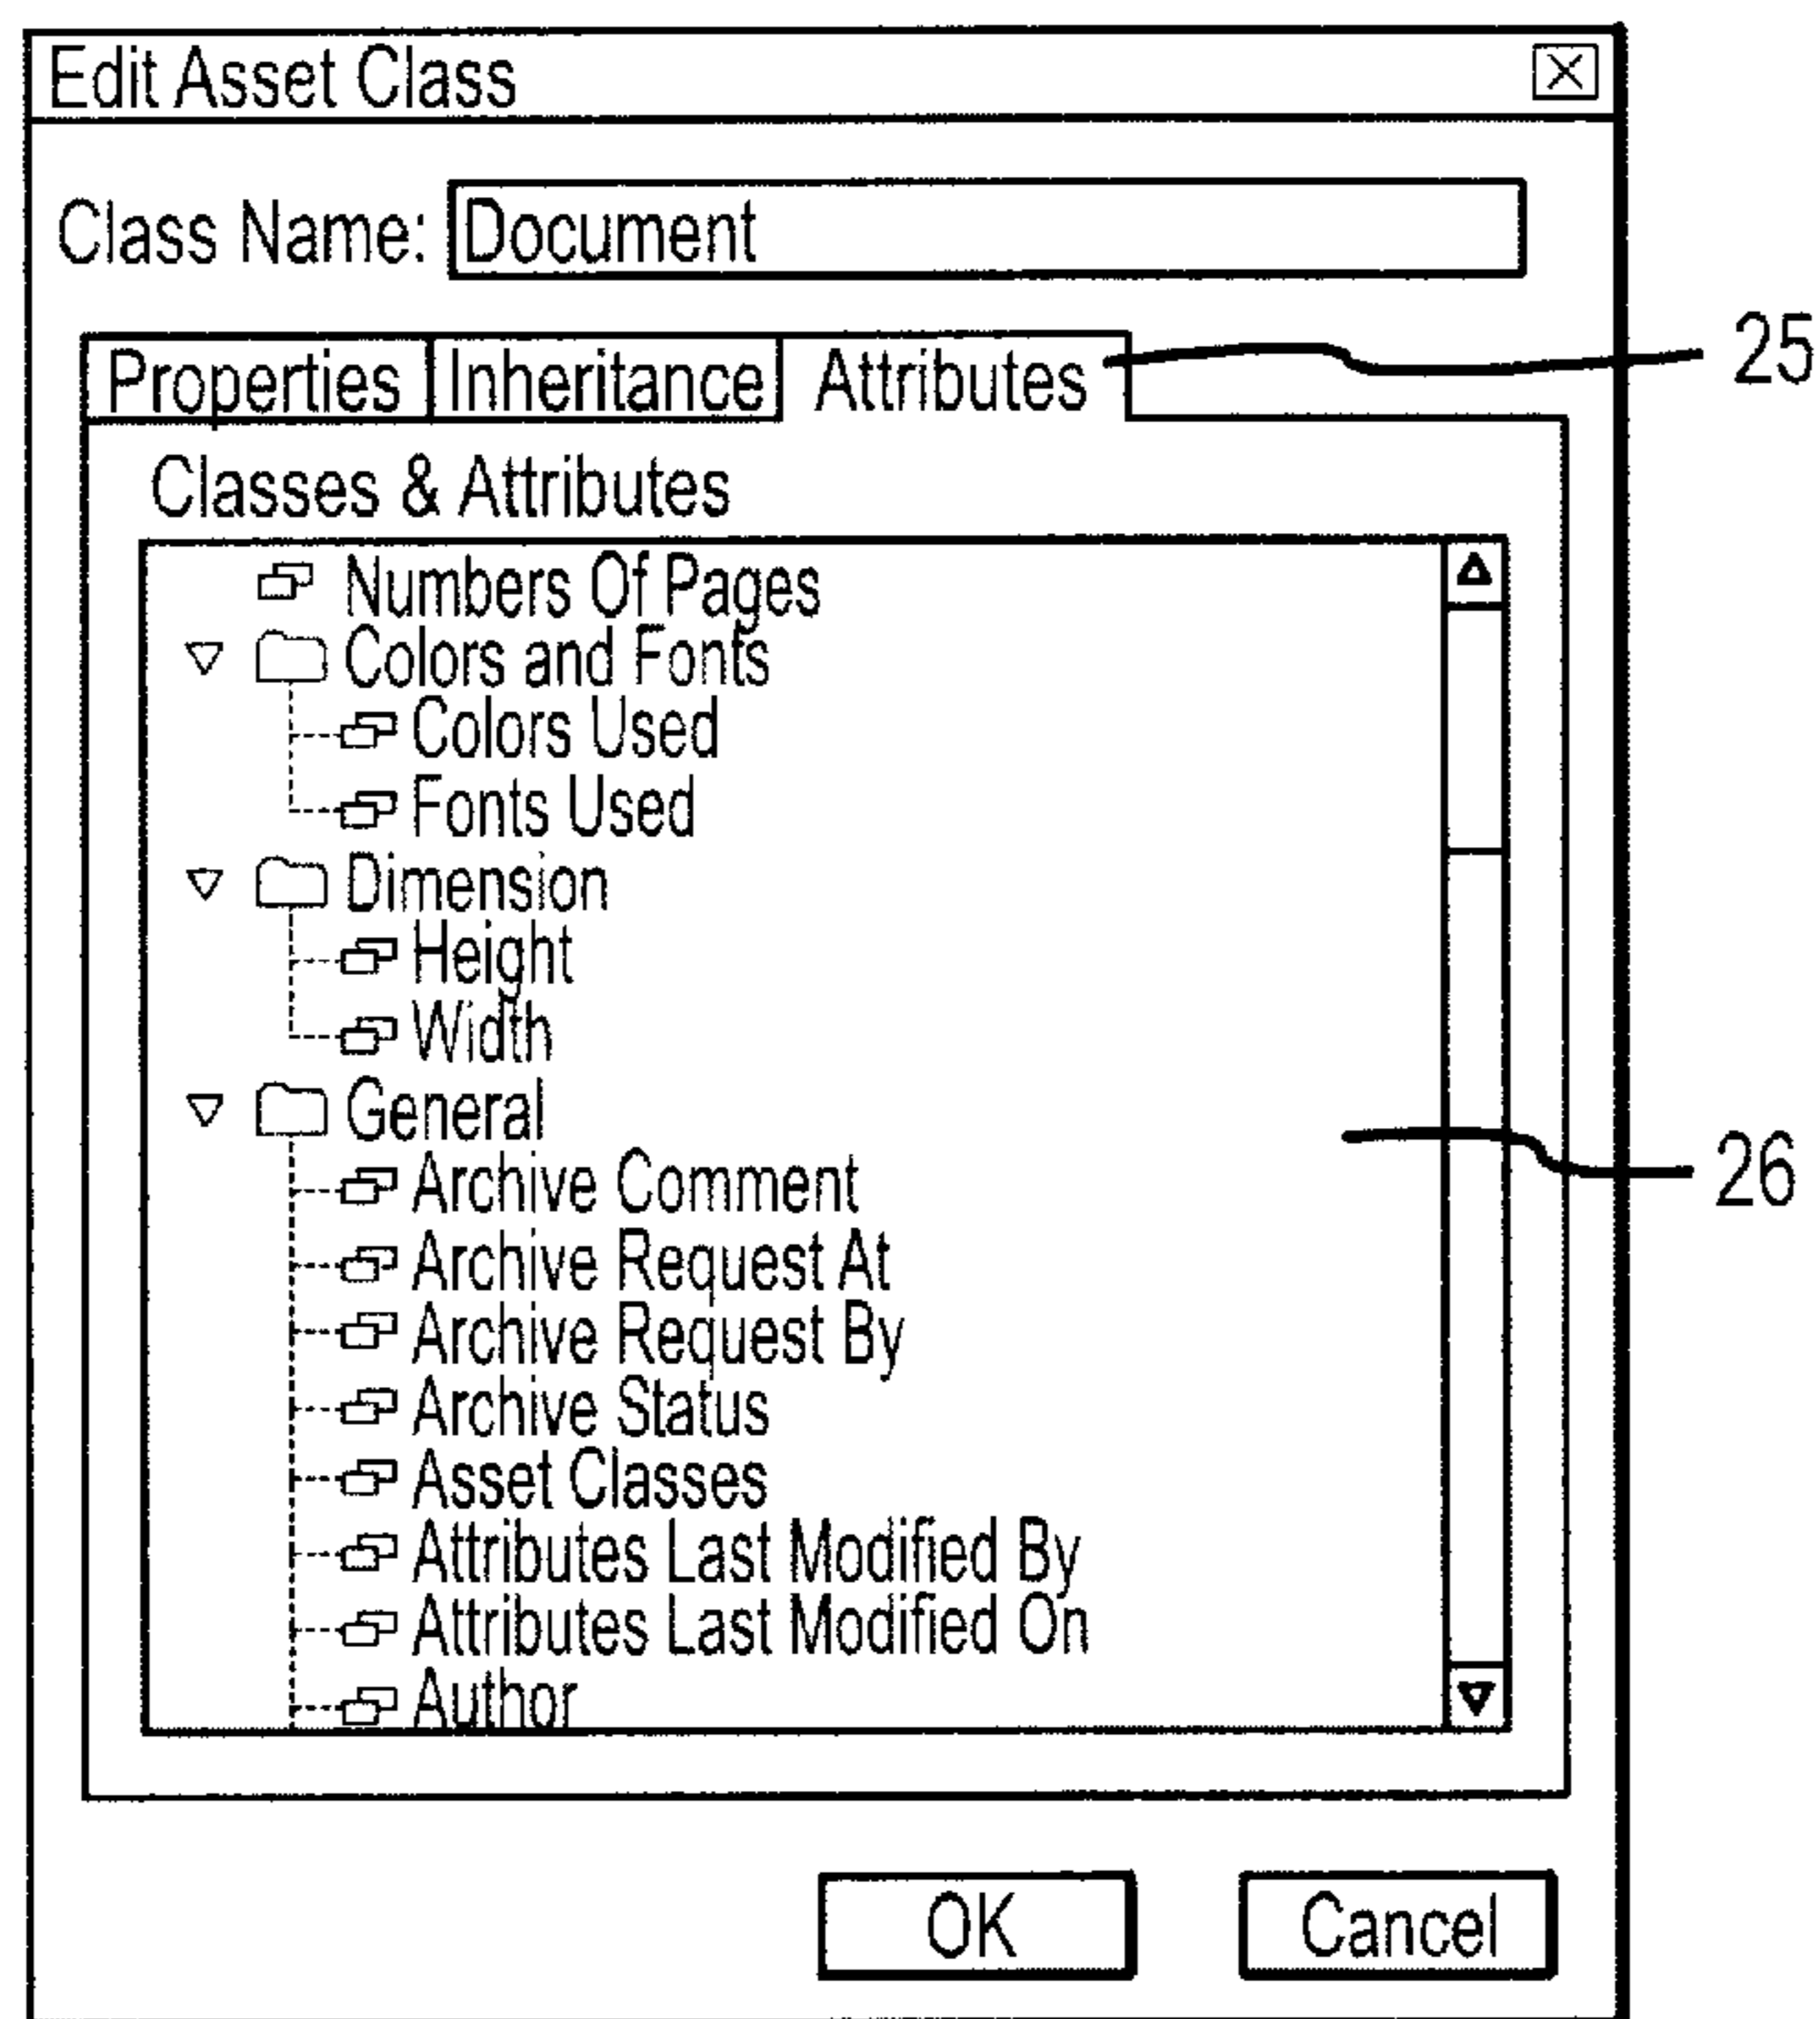 Edit Asset Class
Class Name: Document
Properties Inheritance Attributes 25
Classes & Attributes
Numbers Of Pages
Colors and Fonts
Colors Used
Fonts Used
Dimension
Height
Width
General
26
Archive Comment
Archive Request At
Archive Request By
Archive Status
Asset Classes
Attributes Last Modified By
Attributes Last Modified On
Author
OK Cancel